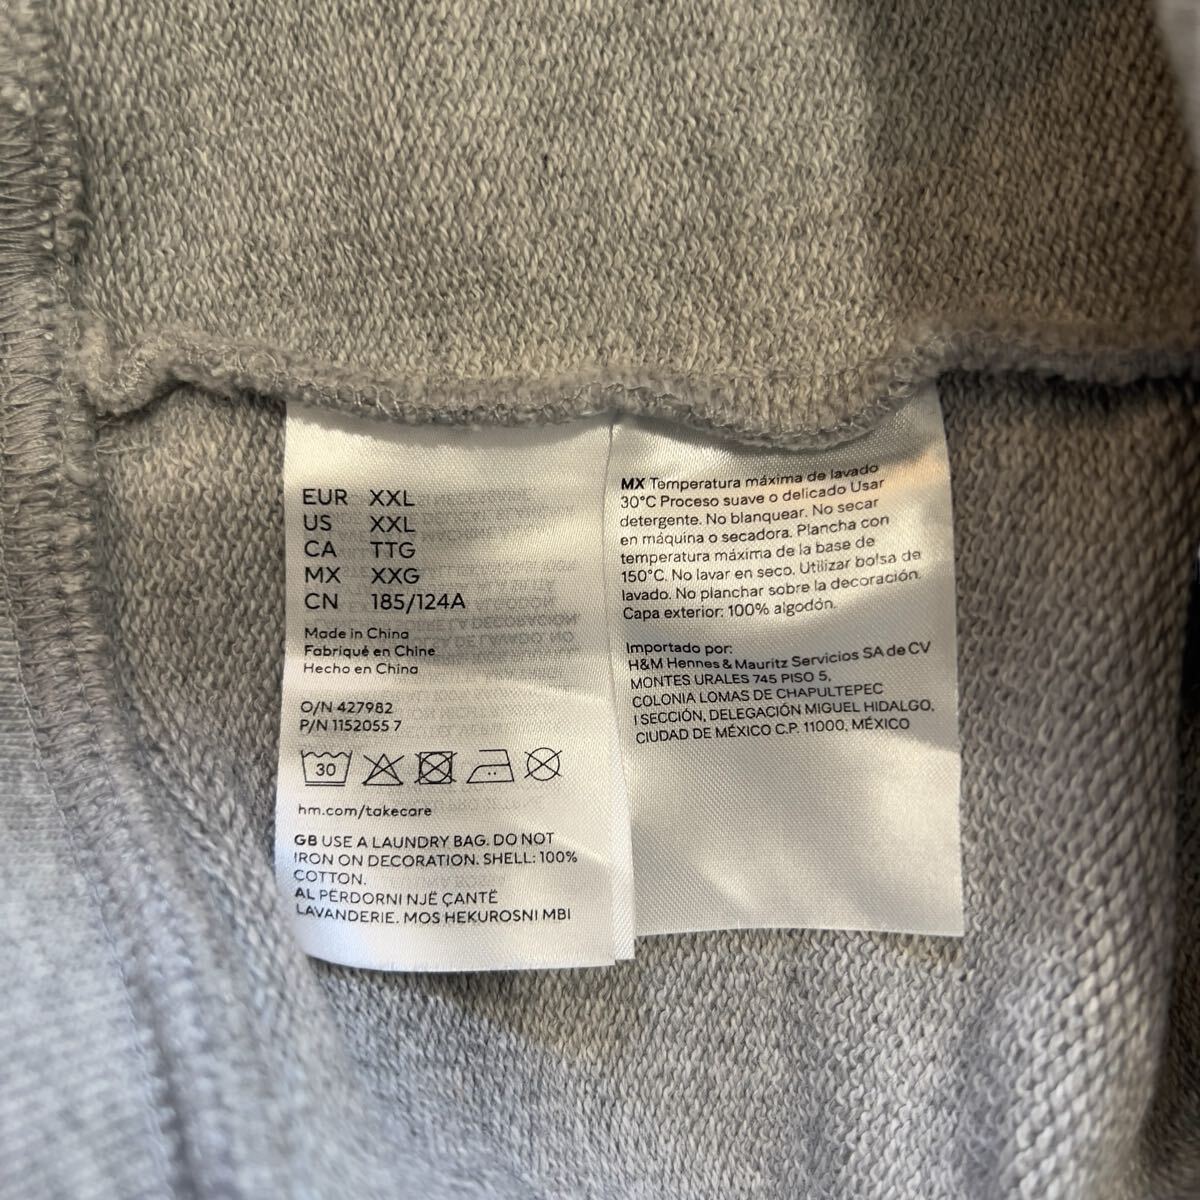 EUR XXL
US XXL
CA TTG
MX XXG
CN 185/124A
Made in China
Fabriqué en Chine
Hecho en China
O/N 427982
P/N 1152055 7
30
hm.com/takecare
GB USE A LAUNDRY BAG. DO NOT
IRON ON DECORATION. SHELL: 100%
COTTON.
AL PËRDORNI NJË ÇANTË
LAVANDERIE. MOS HEKUROSNI MBI
MX Temperatura máxima de lavado
30°C Proceso suave o delicado Usar
detergente. No blanquear. No secar
en máquina o secadora. Plancha con
temperatura máxima de la base de
150°C. No lavar en seco. Utilizar bolsa de
lavado. No planchar sobre la decoración.
Capa exterior: 100% algodón.
Importado por:
H&M Hennes & Mauritz Servicios SA de CV
MONTES URALES 745 PISO 5,
COLONIA LOMAS DE CHAPULTEPEC
I SECCIÓN, DELEGACIÓN MIGUEL HIDALGO,
CIUDAD DE MÉXICO C.P. 11000, MÉXICO